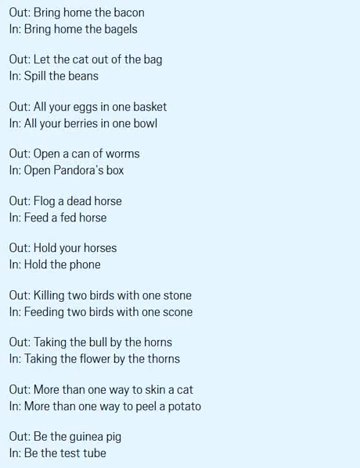 Out: Bring home the bacon
In: Bring home the bagels
Out: Let the cat out of the bag
In: Spill the beans
Out: All your eggs in one basket
In: All your berries in one bowl
Out: Open a can of worms
In: Open Pandora's box
Out: Flog a dead horse
In: Feed a fed horse
Out: Hold your horses
In: Hold the phone
Out: Killing two birds with one stone
In: Feeding two birds with one scone
Out: Taking the bull by the horns
In: Taking the flower by the thorns
Out: More than one way to skin a cat
In: More than one way to peel a potato
Out: Be the guinea pig
In: Be the test tube